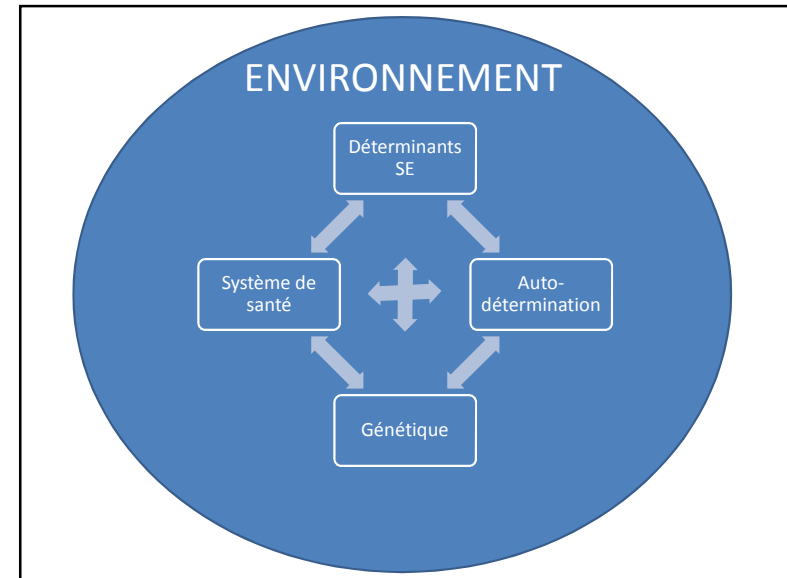 ENVIRONNEMENT
Déterminants
SE
Système de
santé
Auto-
détermination
Génétique